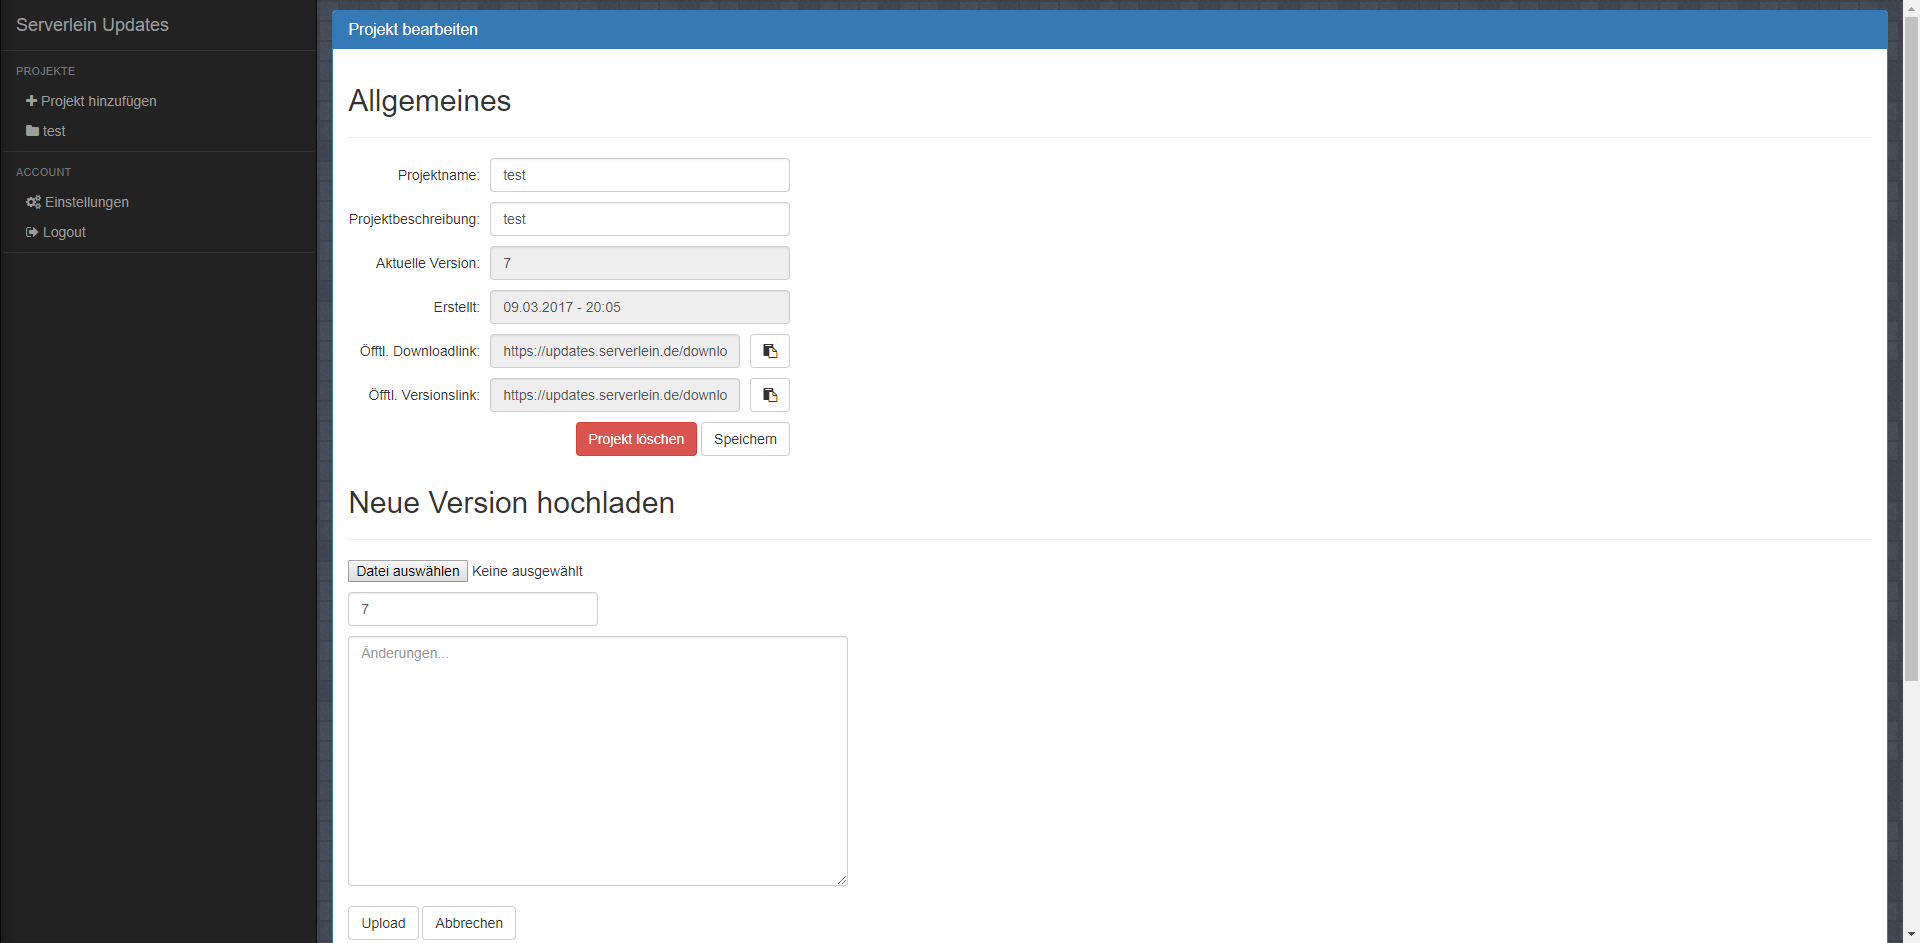 Serverlein Updates
PROJEKTE
Projekt hinzufügen
test
ACCOUNT
Einstellungen
Logout
Projekt bearbeiten
Allgemeines
Projektname: test
Projektbeschreibung: test
Aktuelle Version: 7
Erstellt: 09.03.2017 - 20:05
Öfftl. Downloadlink: https://updates.serverlein.de/downlo
Öfftl. Versionslink: https://updates.serverlein.de/downlo
Projekt löschen Speichern
Neue Version hochladen
Datei auswählen Keine ausgewählt
7
Änderungen...
Upload Abbrechen